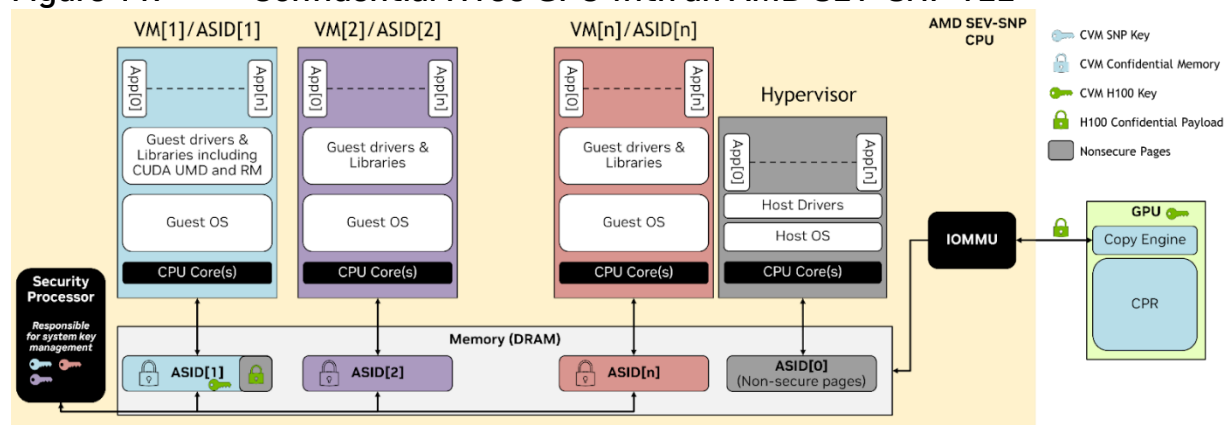 VM[1]/ASID[1]
VM[2]/ASID[2]
VM[n]/ASID[n]
AMD SEV-SNP
CPU
Hypervisor
App[0]
App[n]
App[0]
App[n]
App[0]
App[n]
App[0]
App[n]
Guest drivers &
Libraries including
CUDA UMD and RM
Guest drivers &
Libraries
Guest drivers &
Libraries
Host Drivers
Guest OS
Guest OS
Guest OS
Host OS
CPU Core(s)
CPU Core(s)
CPU Core(s)
CPU Core(s)
Security
Processor
Responsible
for system key
management
Memory (DRAM)
ASID[1]
ASID[2]
ASID[n]
ASID[0]
(Non-secure pages)
IOMMU
GPU
Copy Engine
CPR
CVM SNP Key
CVM Confidential Memory
CVM H100 Key
H100 Confidential Payload
Nonsecure Pages